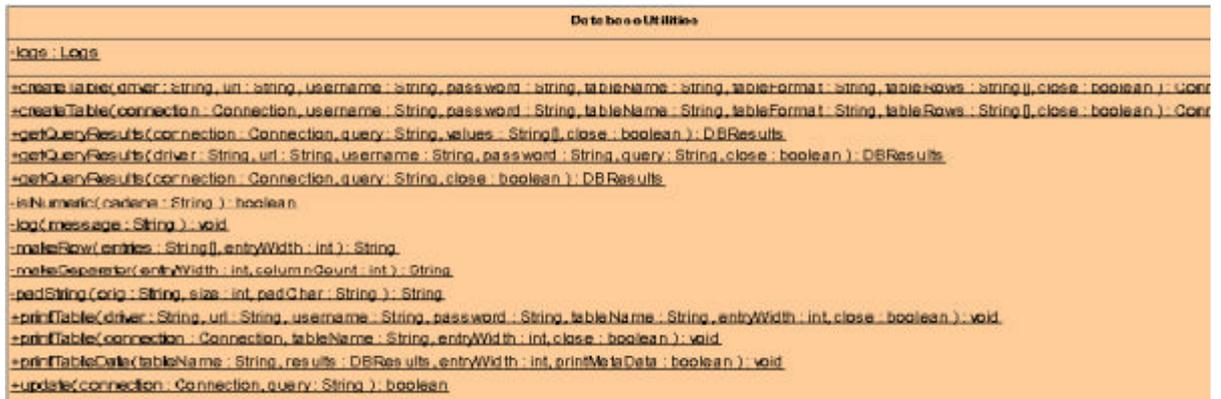 DatabaseUtilities
-logs : Logs
+createTable(driver : String, url : String, username : String, password : String, tableName : String, tableFormat : String, tableRows : String[], close : boolean ) : Conn
+createTable(connection : Connection, username : String, password : String, tableName : String, tableFormat : String, tableRows : String[], close : boolean ) : Conn
+getQueryResults(connection : Connection, query : String, values : String[], close : boolean ) : DBResults
+getQueryResults(driver : String, url : String, username : String, password : String, query : String, close : boolean ) : DBResults
+getQueryResults(connection : Connection, query : String, close : boolean ) : DBResults
-isNumeric(cadena : String ) : boolean
-log(message : String ) : void
-makeRow(entries : String[], entryWidth : int ) : String
-makeSeparator(entryWidth : int, columnCount : int ) : String
-padString(orig : String, size : int, padChar : String ) : String
+printTable(driver : String, url : String, username : String, password : String, tableName : String, entryWidth : int, close : boolean ) : void
+printTable(connection : Connection, tableName : String, entryWidth : int, close : boolean ) : void
+printTableData(tableName : String, results : DBResults, entryWidth : int, printMetaData : boolean ) : void
+update(connection : Connection, query : String ) : boolean